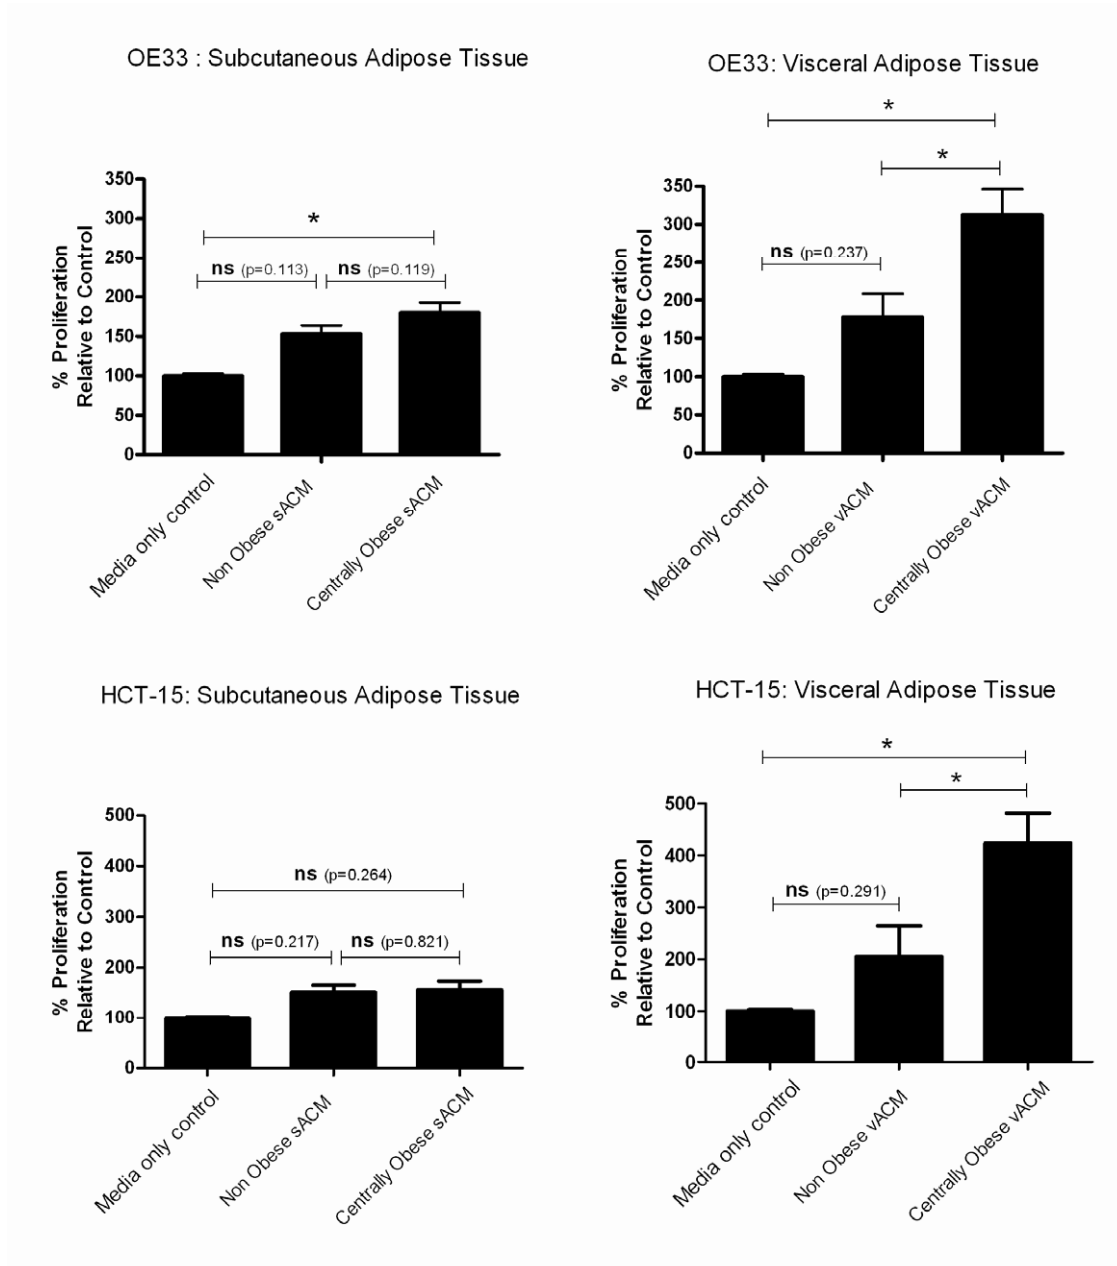 OE33 : Subcutaneous Adipose Tissue
% Proliferation
Relative to Control
350
300
250
200
150
100
50
0
*
ns (p=0.113)
ns (p=0.119)
Media only control
Non Obese sACM
Centrally Obese sACM
OE33: Visceral Adipose Tissue
% Proliferation
Relative to Control
350
300
250
200
150
100
50
0
*
*
ns (p=0.237)
Media only control
Non Obese vACM
Centrally Obese vACM
HCT-15: Subcutaneous Adipose Tissue
% Proliferation
Relative to Control
500
400
300
200
100
0
ns (p=0.264)
ns (p=0.217)
ns (p=0.821)
Media only control
Non Obese sACM
Centrally Obese sACM
HCT-15: Visceral Adipose Tissue
% Proliferation
Relative to Control
500
400
300
200
100
0
*
*
ns (p=0.291)
Media only control
Non Obese vACM
Centrally Obese vACM